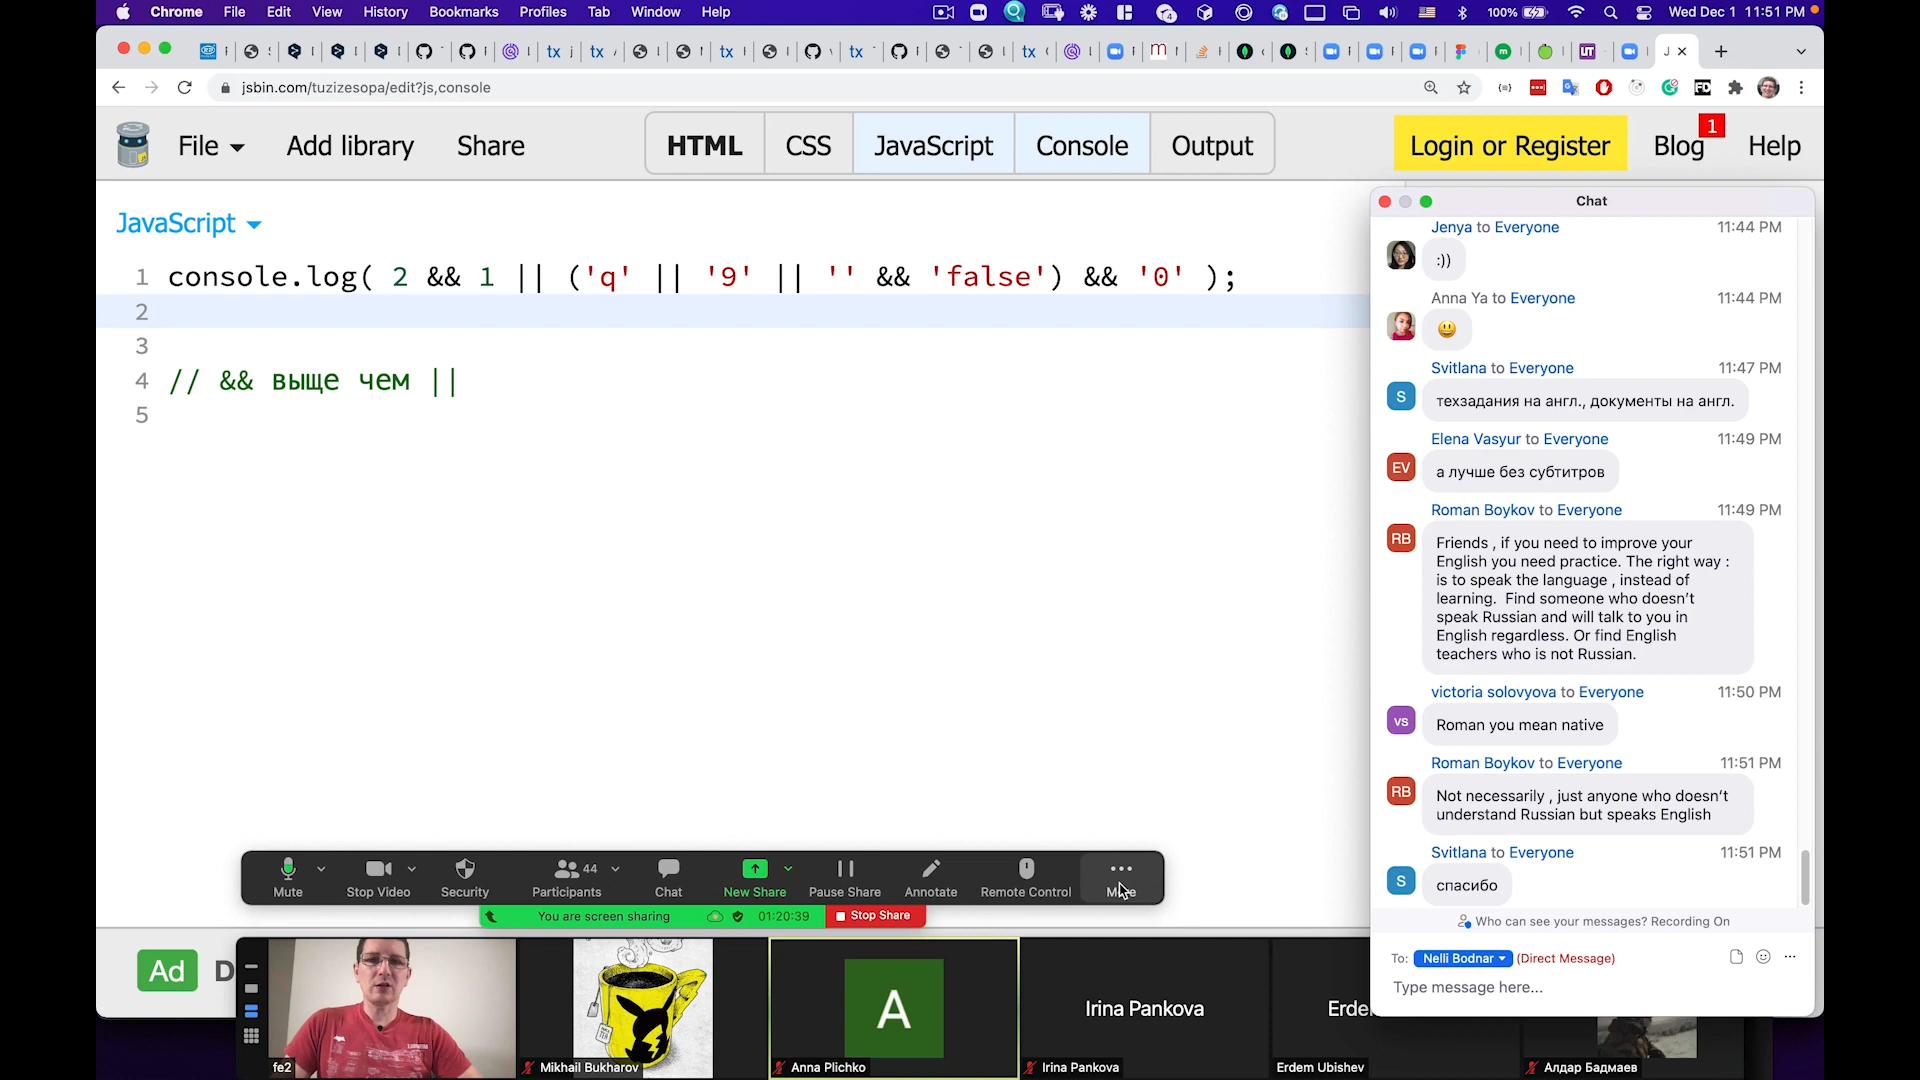 Chrome File Edit View History Bookmarks Profiles Tab Window Help
100% Wed Dec 1 11:51 PM
jsbin.com/tuzizesopa/edit?js,console
File Add library Share HTML CSS JavaScript Console Output Login or Register Blog 1 Help
JavaScript
1 console.log( 2 && 1 || ('q' || '9' || '' && 'false') && '0' );
2
3
4 // && выще чем ||
5
Chat
Jenya to Everyone 11:44 PM
:))
Anna Ya to Everyone 11:44 PM
Svitlana to Everyone 11:47 PM
S техзадания на англ., документы на англ.
Elena Vasyur to Everyone 11:49 PM
EV а лучше без субтитров
Roman Boykov to Everyone 11:49 PM
RB Friends , if you need to improve your
English you need practice. The right way :
is to speak the language , instead of
learning. Find someone who doesn't
speak Russian and will talk to you in
English regardless. Or find English
teachers who is not Russian.
victoria solovyova to Everyone 11:50 PM
vs Roman you mean native
Roman Boykov to Everyone 11:51 PM
RB Not necessarily , just anyone who doesn't
understand Russian but speaks English
Svitlana to Everyone 11:51 PM
S спасибо
Who can see your messages? Recording On
To: Nelli Bodnar (Direct Message)
Type message here...
Mute Stop Video Security Participants 44 Chat New Share Pause Share Annotate Remote Control More
You are screen sharing 01:20:39 Stop Share
Ad D
A
Irina Pankova
Erde
fe2
Mikhail Bukharov
Anna Plichko
Irina Pankova
Erdem Ubishev
Алдар Бадмаев